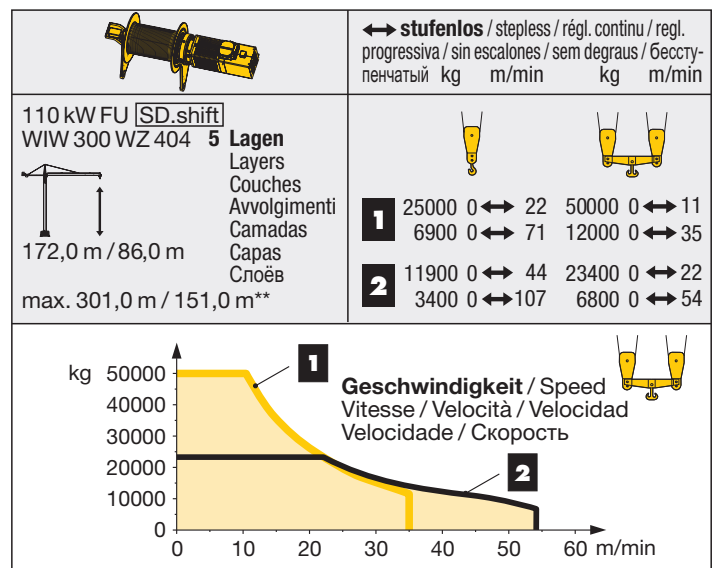 ↔ stufenlos / stepless / régl. continu / regl.
progressiva / sin escalones / sem degraus / бессту-
пенчатый kg m/min kg m/min
110 kW FU SD.shift
WIW 300 WZ 404 5 Lagen
Layers
Couches
Avvolgimenti
Camadas
Capas
Слоёв
172,0 m / 86,0 m
max. 301,0 m / 151,0 m**
1 25000 0 ↔ 22 50000 0 ↔ 11
6900 0 ↔ 71 12000 0 ↔ 35
2 11900 0 ↔ 44 23400 0 ↔ 22
3400 0 ↔ 107 6800 0 ↔ 54
kg 50000
40000
30000
20000
10000
0
1
Geschwindigkeit / Speed
Vitesse / Velocità / Velocidad
Velocidade / Скорость
2
0 10 20 30 40 50 60 m/min